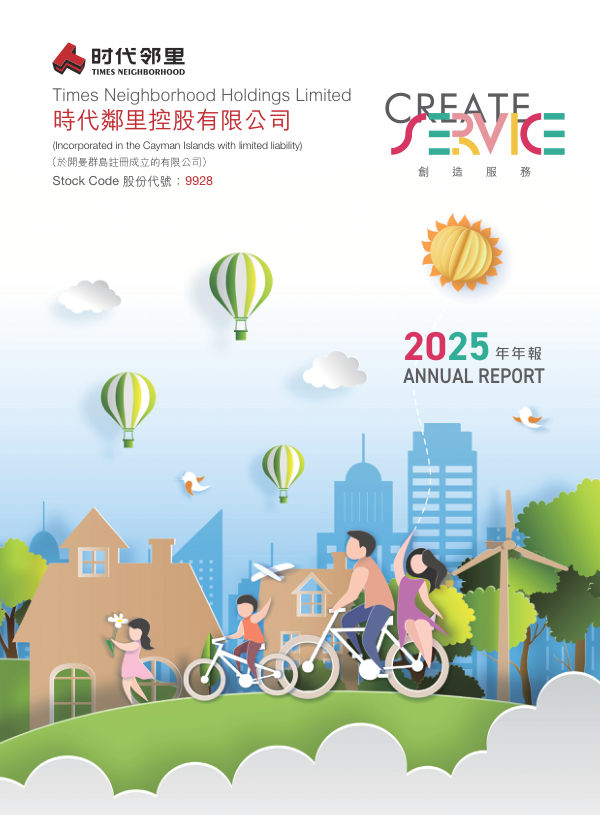 时代邻里
TIMES NEIGHBORHOOD
Times Neighborhood Holdings Limited
時代鄰里控股有限公司
(Incorporated in the Cayman Islands with limited liability)
（於開曼群島註冊成立的有限公司）
Stock Code 股份代號：9928
CREATE
SERVICE
創造服務
2025 年年報
ANNUAL REPORT